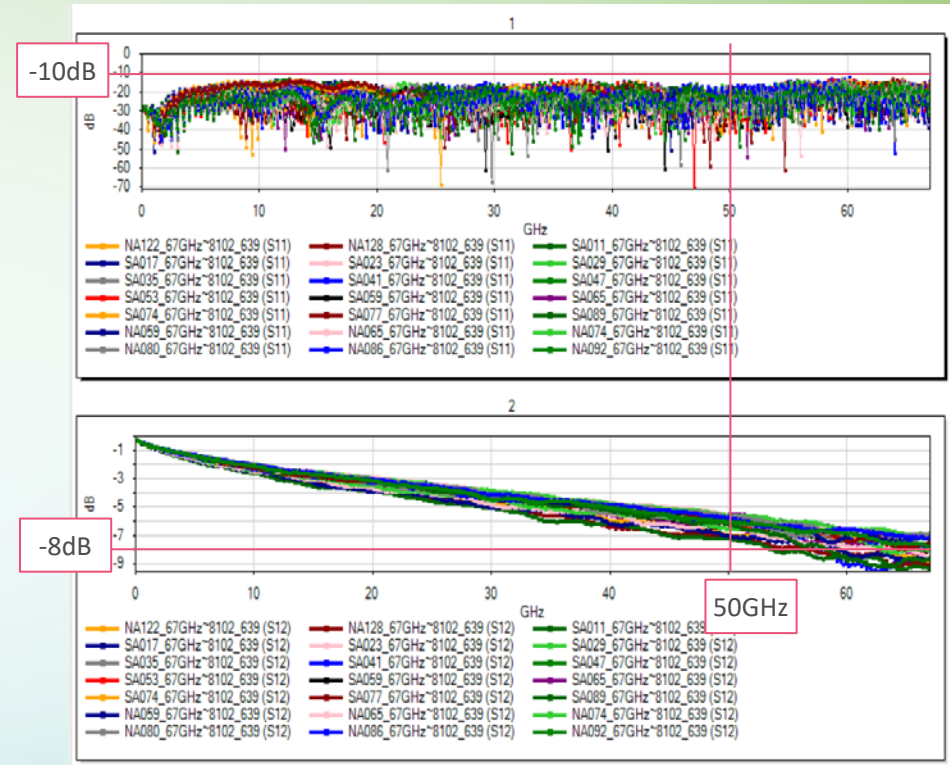 1
-10dB
0
-10
-20
-30
-40
-50
-60
-70
dB
0 10 20 30 40 50 60
GHz
NA122_67GHz~8102_639 (S11) NA128_67GHz~8102_639 (S11) SA011_67GHz~8102_639 (S11)
SA017_67GHz~8102_639 (S11) SA023_67GHz~8102_639 (S11) SA029_67GHz~8102_639 (S11)
SA035_67GHz~8102_639 (S11) SA041_67GHz~8102_639 (S11) SA047_67GHz~8102_639 (S11)
SA053_67GHz~8102_639 (S11) SA059_67GHz~8102_639 (S11) SA065_67GHz~8102_639 (S11)
SA074_67GHz~8102_639 (S11) SA077_67GHz~8102_639 (S11) SA089_67GHz~8102_639 (S11)
NA059_67GHz~8102_639 (S11) NA065_67GHz~8102_639 (S11) NA074_67GHz~8102_639 (S11)
NA080_67GHz~8102_639 (S11) NA086_67GHz~8102_639 (S11) NA092_67GHz~8102_639 (S11)
2
-1
-3
-5
-7
-9
dB
-8dB
0 10 20 30 40 60
GHz
50GHz
NA122_67GHz~8102_639 (S12) NA128_67GHz~8102_639 (S12) SA011_67GHz~8102_639
SA017_67GHz~8102_639 (S12) SA023_67GHz~8102_639 (S12) SA029_67GHz~8102_639 (S12)
SA035_67GHz~8102_639 (S12) SA041_67GHz~8102_639 (S12) SA047_67GHz~8102_639 (S12)
SA053_67GHz~8102_639 (S12) SA059_67GHz~8102_639 (S12) SA065_67GHz~8102_639 (S12)
SA074_67GHz~8102_639 (S12) SA077_67GHz~8102_639 (S12) SA089_67GHz~8102_639 (S12)
NA059_67GHz~8102_639 (S12) NA065_67GHz~8102_639 (S12) NA074_67GHz~8102_639 (S12)
NA080_67GHz~8102_639 (S12) NA086_67GHz~8102_639 (S12) NA092_67GHz~8102_639 (S12)